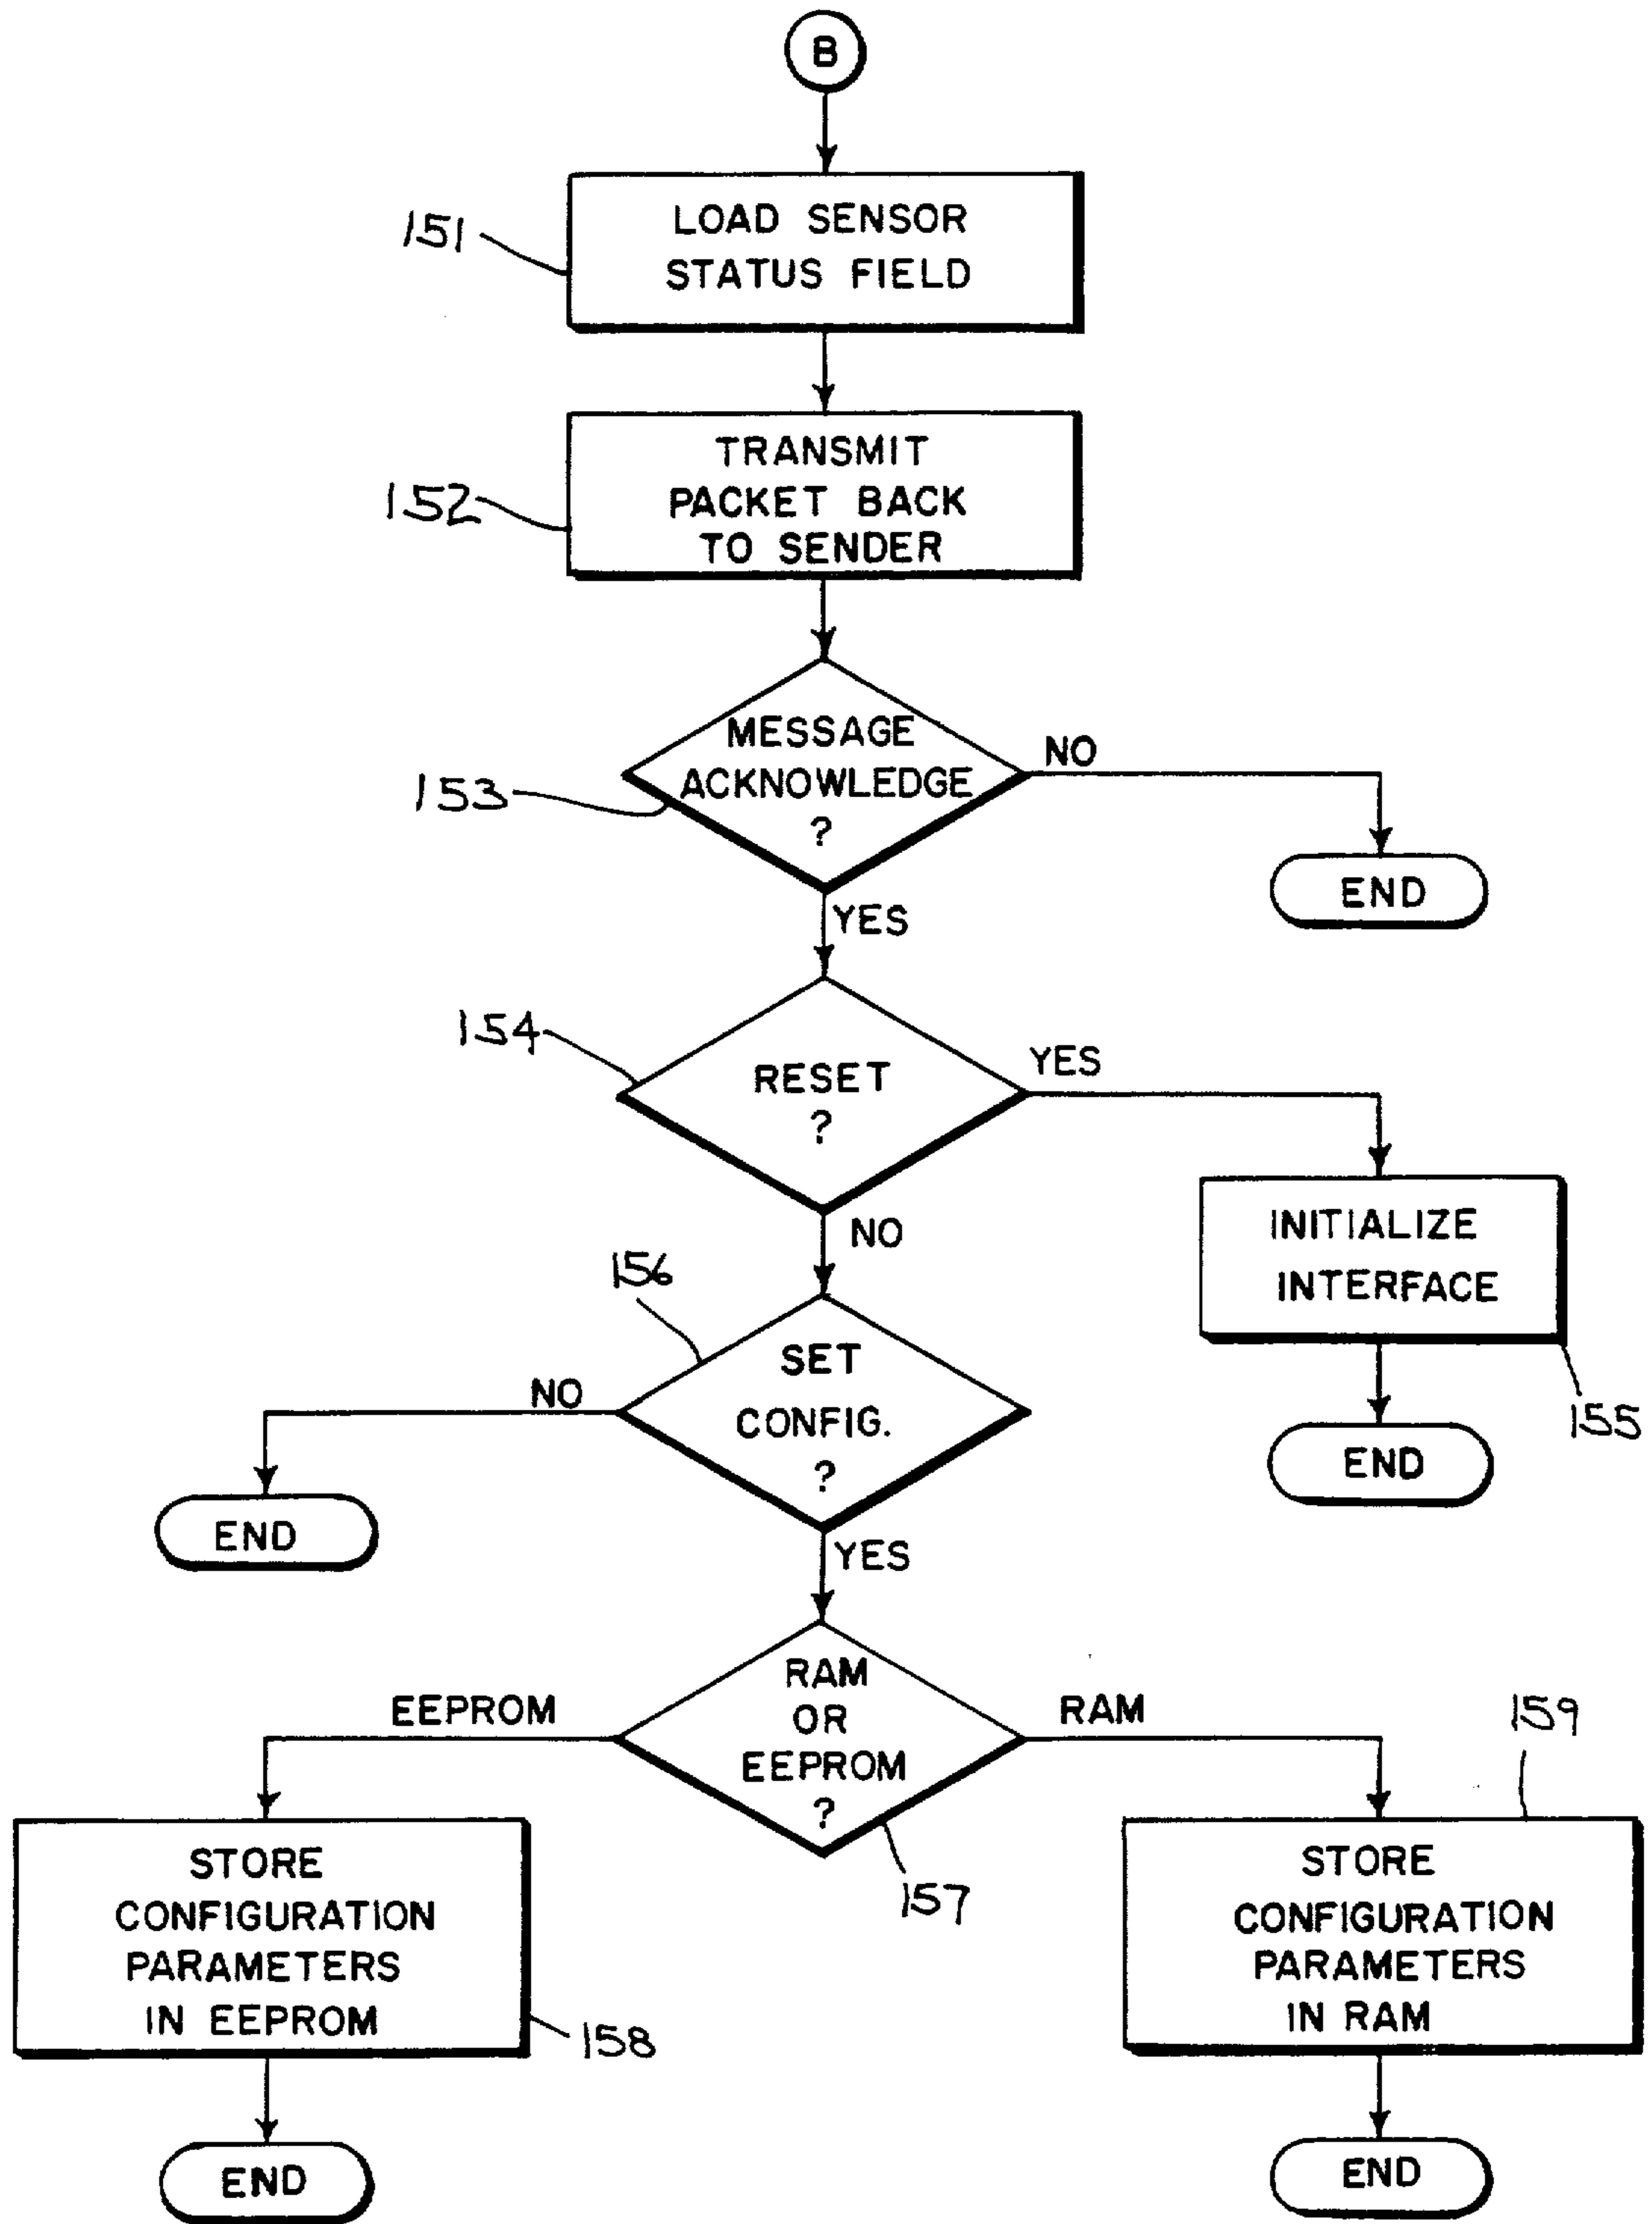 B
151
LOAD SENSOR
STATUS FIELD
152
TRANSMIT
PACKET BACK
TO SENDER
153
MESSAGE
ACKNOWLEDGE
?
NO
END
YES
154
RESET
?
YES
INITIALIZE
INTERFACE
155
END
NO
156
SET
CONFIG.
?
NO
END
YES
RAM
OR
EEPROM
?
157
EEPROM
RAM
STORE
CONFIGURATION
PARAMETERS
IN EEPROM
158
END
159
STORE
CONFIGURATION
PARAMETERS
IN RAM
END